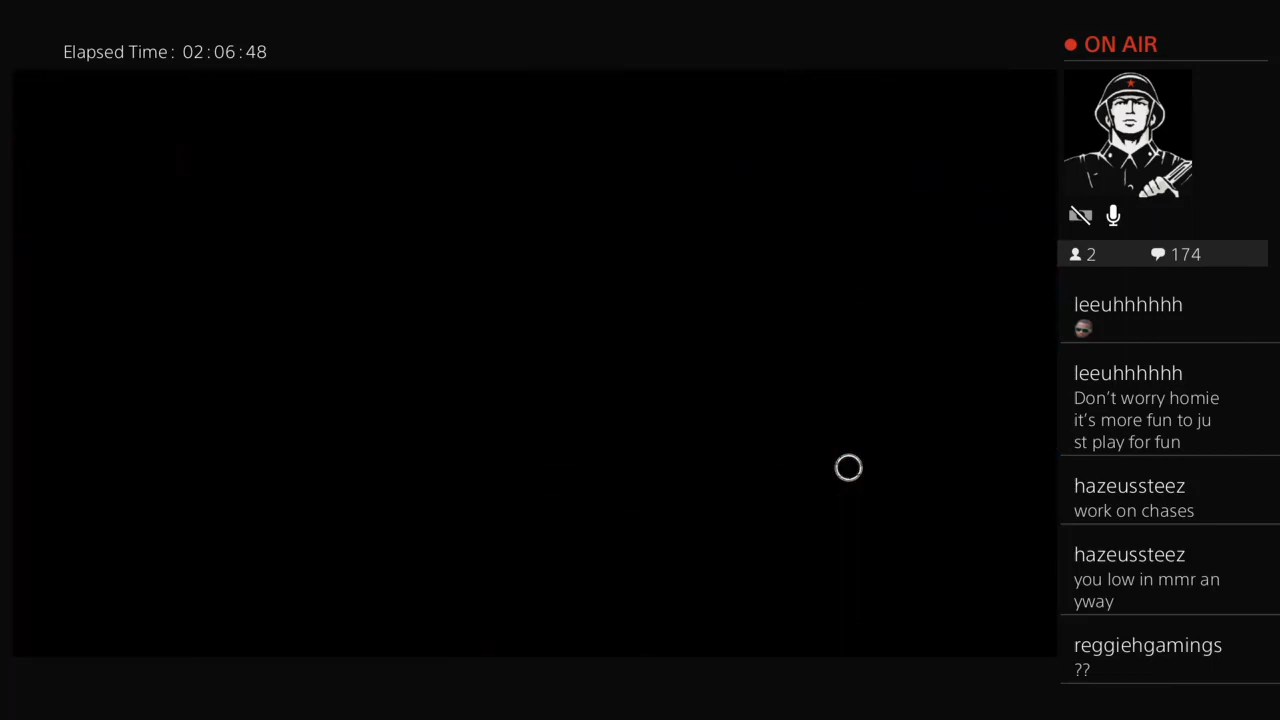 Elapsed Time: 02:06:48
ON AIR
2
174
leeuhhhhhh
leeuhhhhhh
Don't worry homie
it's more fun to ju
st play for fun
hazeussteez
work on chases
hazeussteez
you low in mmr an
yway
reggiehgamings
??